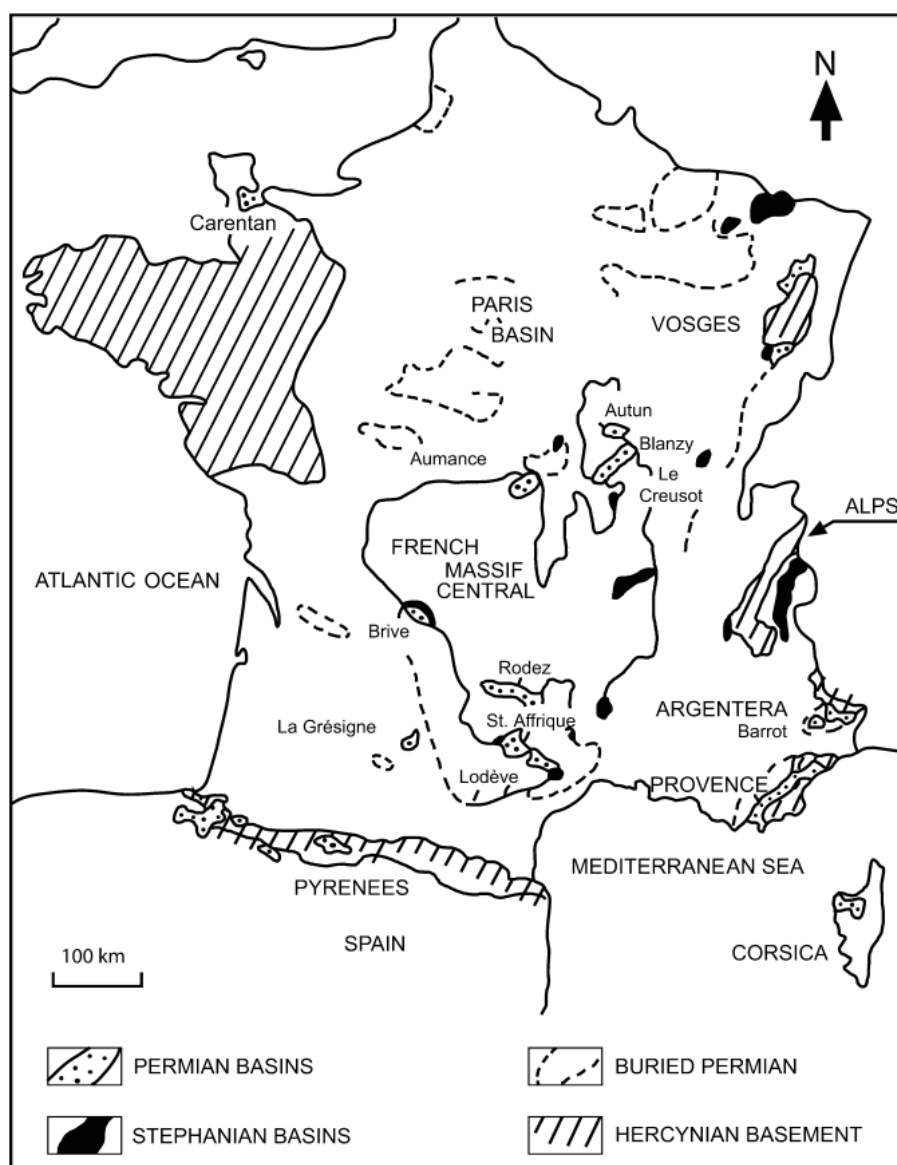 N
Carentan
PARIS
BASIN
VOSGES
Autun
Blanzy
Aumance
Le
Creusot
ALPS
FRENCH
MASSIF
CENTRAL
ATLANTIC OCEAN
Brive
Rodez
St. Affrique
ARGENTERA
Barrot
La Grésigne
Lodève
PROVENCE
MEDITERRANEAN SEA
PYRENEES
SPAIN
CORSICA
100 km
PERMIAN BASINS
BURIED PERMIAN
STEPHANIAN BASINS
HERCYNIAN BASEMENT